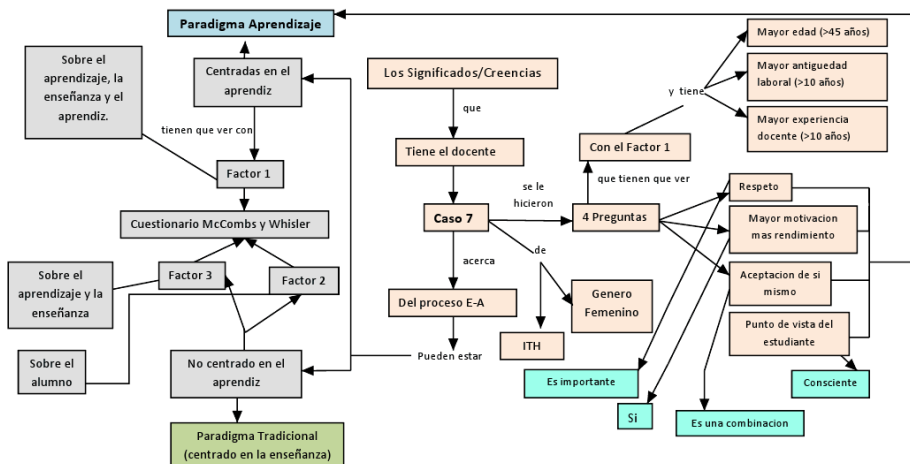 Paradigma Aprendizaje
Sobre el
aprendizaje, la
enseñanza y el
aprendiz.
Centradas en el
aprendiz
tienen que ver con
Factor 1
Cuestionario McCombs y Whisler
Factor 3
Factor 2
Sobre el
aprendizaje y la
enseñanza
Sobre el
alumno
No centrado en el
aprendiz
Paradigma Tradicional
(centrado en la enseñanza)
Los Significados/Creencias
que
Tiene el docente
Caso 7
acerca
Del proceso E-A
Pueden estar
se le
hicieron
de
ITH
Genero
Femenino
4 Preguntas
que tienen que ver
Con el Factor 1
y tiene
Mayor edad (>45 años)
Mayor antiguedad
laboral (>10 años)
Mayor experiencia
docente (>10 años)
Respeto
Mayor motivacion
mas rendimiento
Aceptacion de si
mismo
Punto de vista del
estudiante
Es importante
Si
Es una combinacion
Consciente